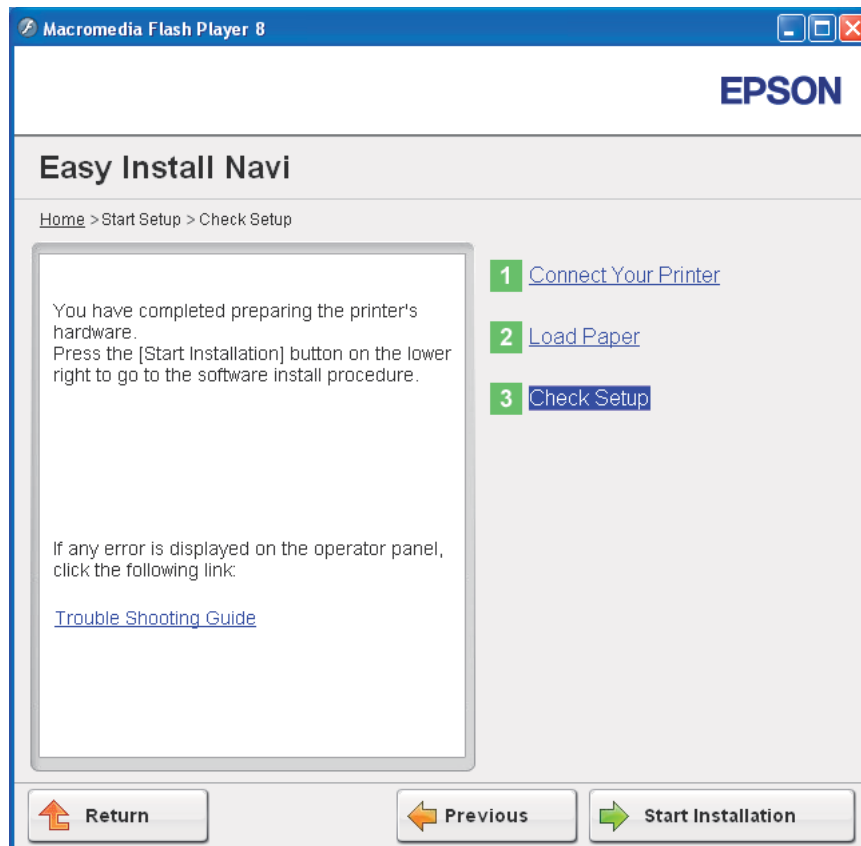 Macromedia Flash Player 8
EPSON
Easy Install Navi
Home > Start Setup > Check Setup
You have completed preparing the printer's
hardware.
Press the [Start Installation] button on the lower
right to go to the software install procedure.
If any error is displayed on the operator panel,
click the following link:
Trouble Shooting Guide
1 Connect Your Printer
2 Load Paper
3 Check Setup
Return
Previous
Start Installation